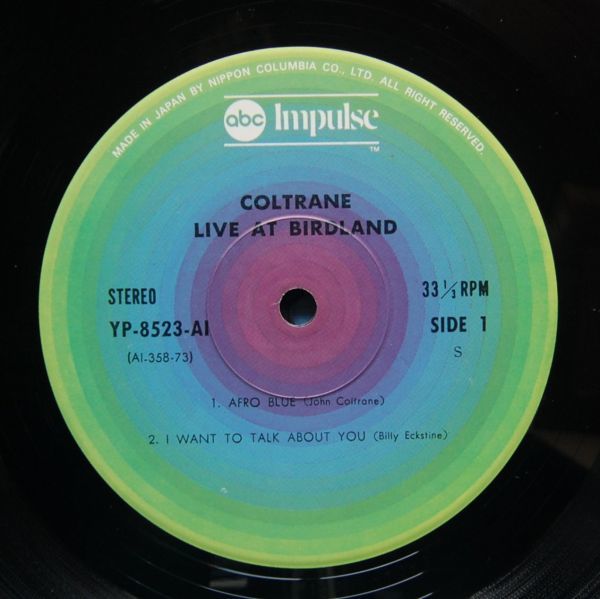 MADE IN JAPAN BY NIPPON COLUMBIA CO., LTD. ALL RIGHT RESERVED.
abc Impulse
TM
COLTRANE
LIVE AT BIRDLAND
STEREO
33 1/3 RPM
YP-8523-AI
SIDE 1
(AI-358-73)
S
1. AFRO BLUE (John Coltrane)
2. I WANT TO TALK ABOUT YOU (Billy Eckstine)